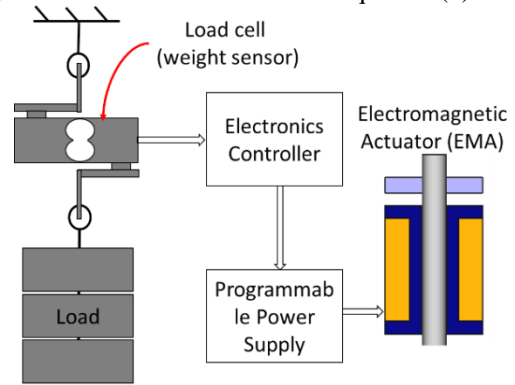 Load cell
(weight sensor)
Electronics
Controller
Electromagnetic
Actuator (EMA)
Programmab
le Power
Supply
Load